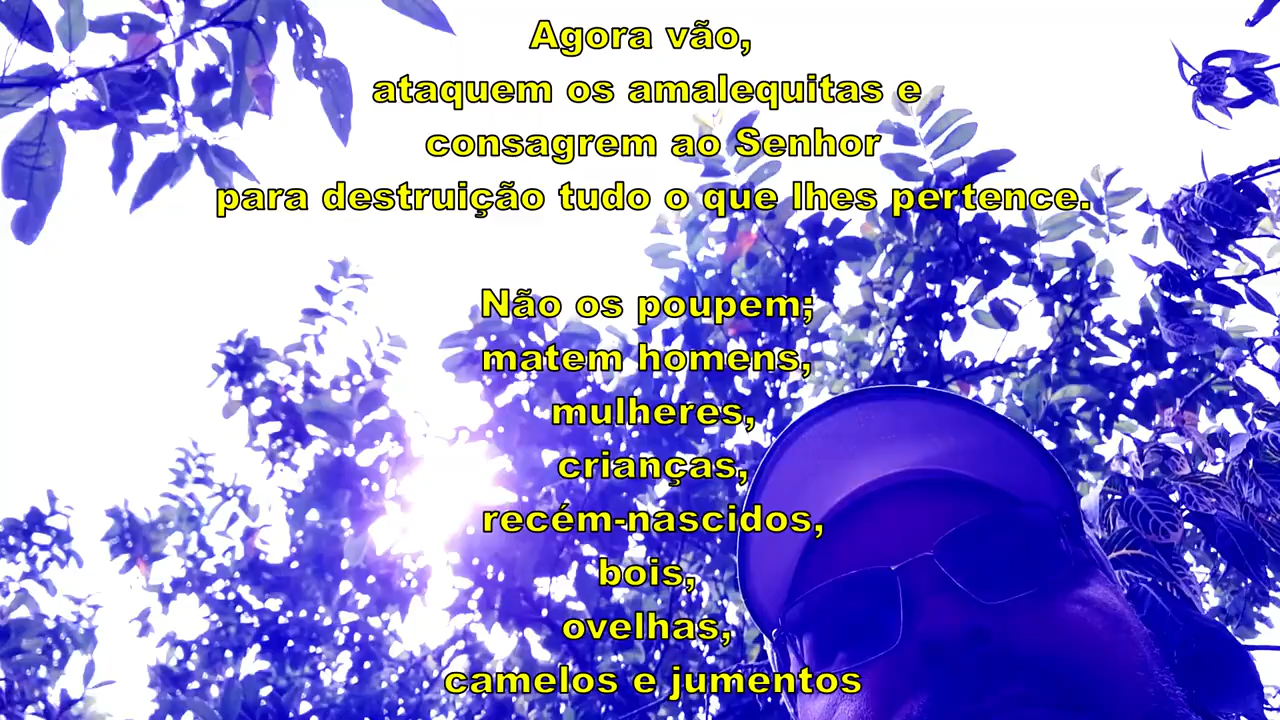 Agora vão,
ataquem os amalequitas e
consagrem ao Senhor
para destruição tudo o que lhes pertence.
Não os poupem;
matem homens,
mulheres,
crianças,
recém-nascidos,
bois,
ovelhas,
camelos e jumentos